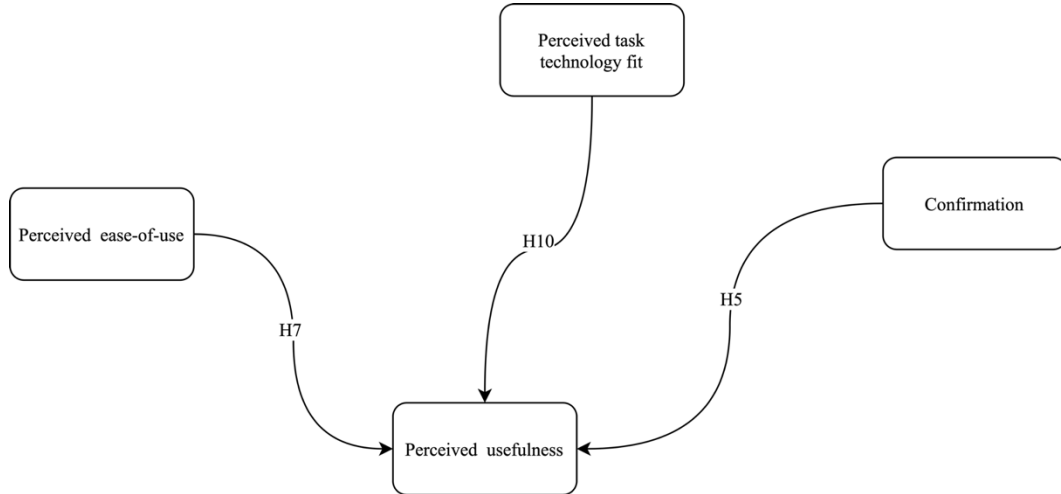 Perceived task
technology fit
Confirmation
Perceived ease-of-use
H10
H5
H7
Perceived usefulness